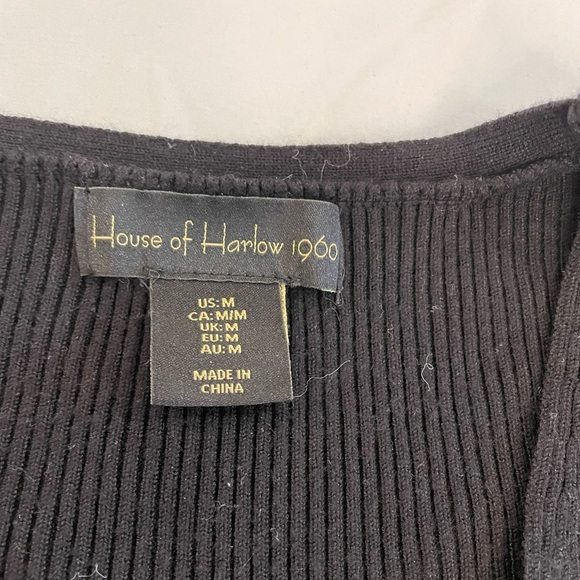 House of Harlow 1960
US: M
CA: M/M
UK: M
EU: M
AU: M
MADE IN
CHINA